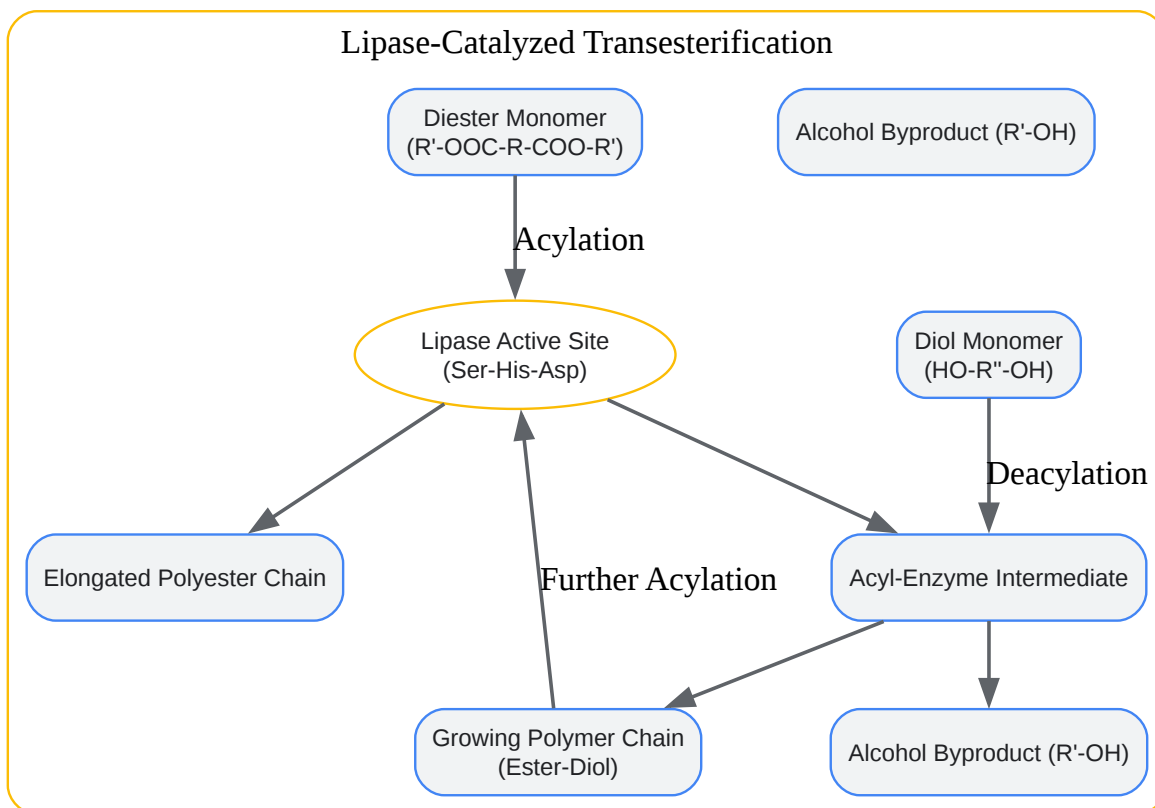 Lipase-Catalyzed Transesterification
Diester Monomer
(R'-OOC-R-COO-R')
Alcohol Byproduct (R'-OH)
Acylation
Lipase Active Site
(Ser-His-Asp)
Diol Monomer
(HO-R"-OH)
Deacylation
Elongated Polyester Chain
Further Acylation
Acyl-Enzyme Intermediate
Growing Polymer Chain
(Ester-Diol)
Alcohol Byproduct (R'-OH)